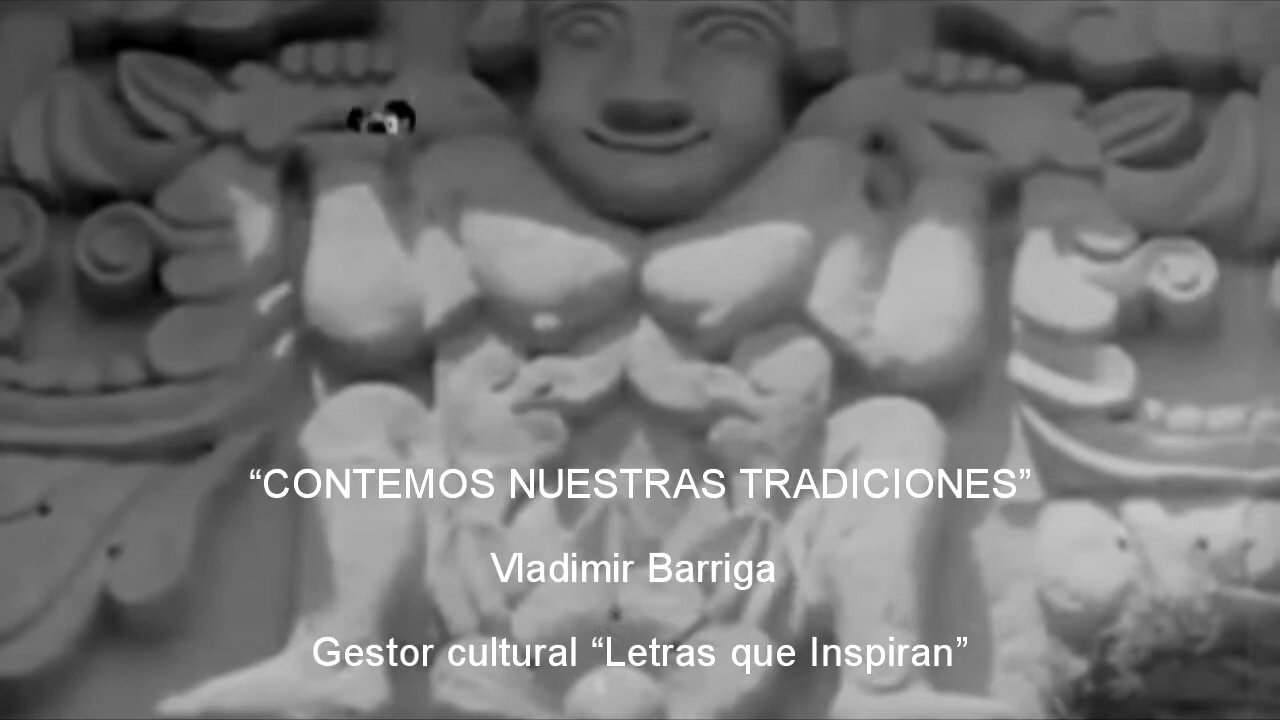 “CONTEMOS NUESTRAS TRADICIONES”
Vladimir Barriga
Gestor cultural “Letras que Inspiran”